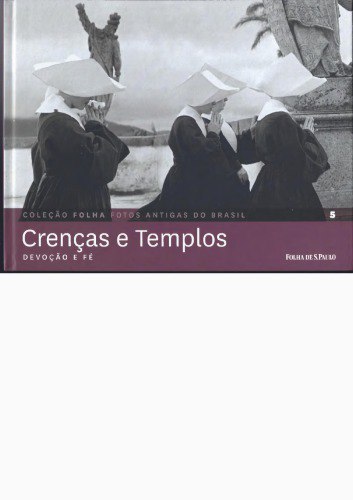 COLEÇÃO FOLHA FOTOS ANTIGAS DO BRASIL 5
Crenças e Templos
DEVOÇÃO E FÉ FOLHA DE S.PAULO